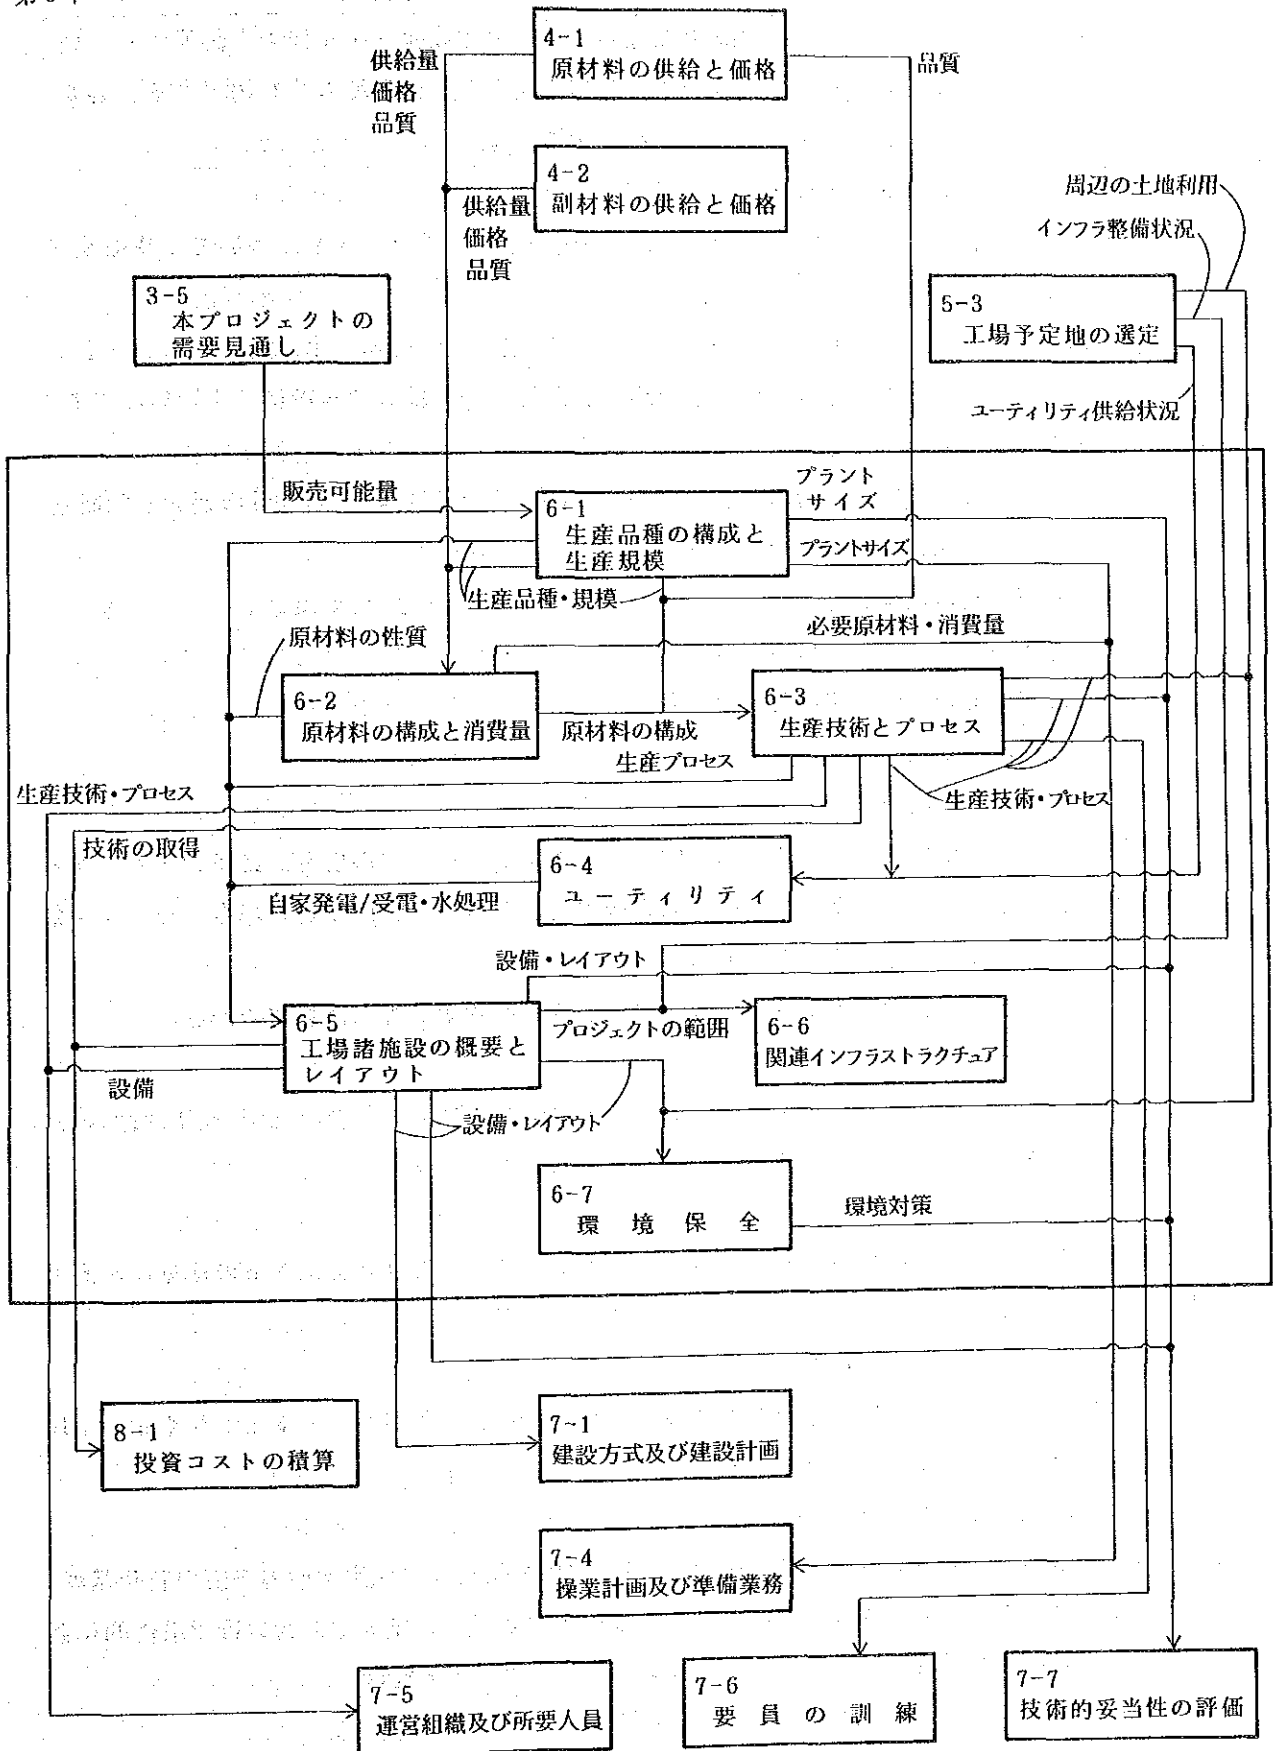 4-1
原材料の供給と価格
供給量
価格
品質
品質
4-2
副材料の供給と価格
供給量
価格
品質
周辺の土地利用
インフラ整備状況
3-5
本プロジェクトの
需要見通し
5-3
工場予定地の選定
ユーティリティ供給状況
販売可能量
6-1
生産品種の構成と
生産規模
プラント
サイズ
プラントサイズ
生産品種・規模
原材料の性質
必要原材料・消費量
6-2
原材料の構成と消費量
原材料の構成
6-3
生産技術とプロセス
生産プロセス
生産技術・プロセス
生産技術・プロセス
技術の取得
6-4
ユーティリティ
自家発電/受電・水処理
設備・レイアウト
6-5
工場諸施設の概要と
レイアウト
プロジェクトの範囲
6-6
関連インフラストラクチュア
設備
設備・レイアウト
6-7
環境保全
環境対策
8-1
投資コストの積算
7-1
建設方式及び建設計画
7-4
操業計画及び準備業務
7-5
運営組織及び所要人員
7-6
要員の訓練
7-7
技術的妥当性の評価